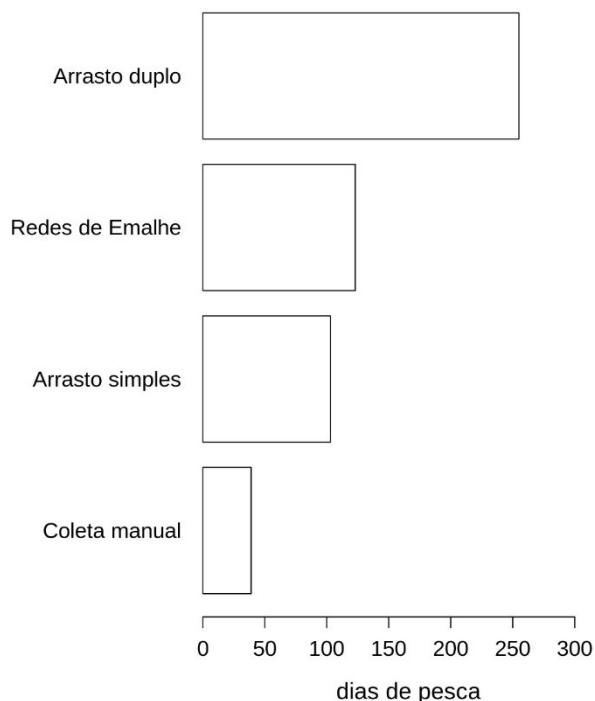 Arrasto duplo
Redes de Emalhe
Arrasto simples
Coleta manual
0 50 100 150 200 250 300
dias de pesca